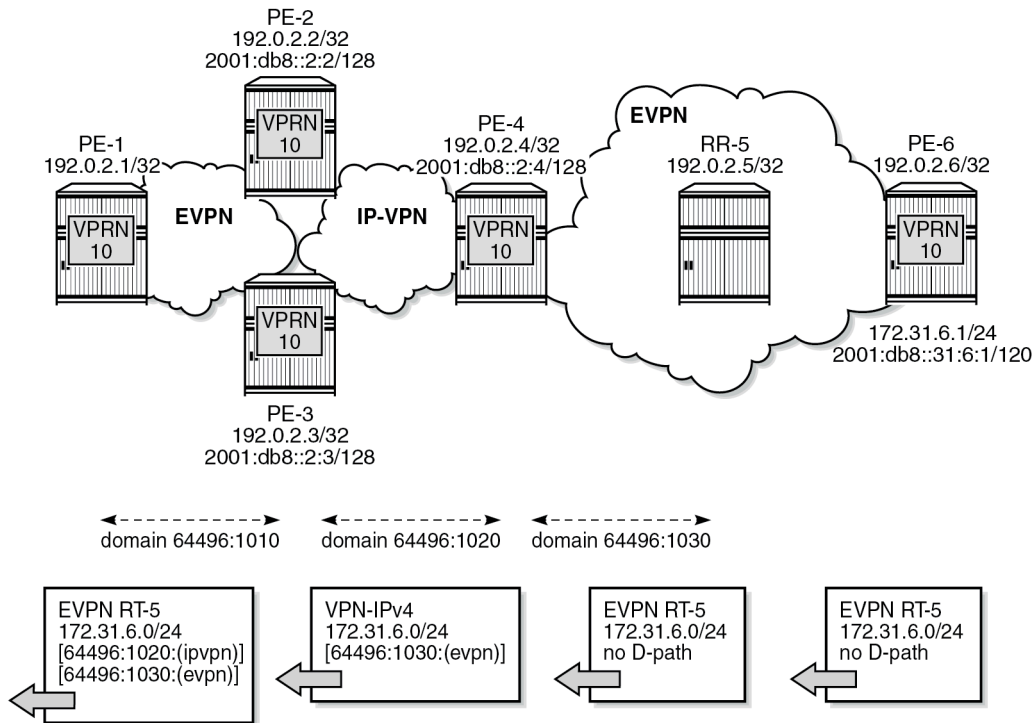 PE-2
192.0.2.2/32
2001:db8::2:2/128
VPRN
10
PE-1
192.0.2.1/32
VPRN
10
EVPN
IP-VPN
PE-4
192.0.2.4/32
2001:db8::2:4/128
VPRN
10
EVPN
RR-5
192.0.2.5/32
PE-6
192.0.2.6/32
VPRN
10
172.31.6.1/24
2001:db8::31:6:1/120
VPRN
10
PE-3
192.0.2.3/32
2001:db8::2:3/128
domain 64496:1010
domain 64496:1020
domain 64496:1030
EVPN RT-5
172.31.6.0/24
[64496:1020:(ipvpn)]
[64496:1030:(evpn)]
VPN-IPv4
172.31.6.0/24
[64496:1030:(evpn)]
EVPN RT-5
172.31.6.0/24
no D-path
EVPN RT-5
172.31.6.0/24
no D-path